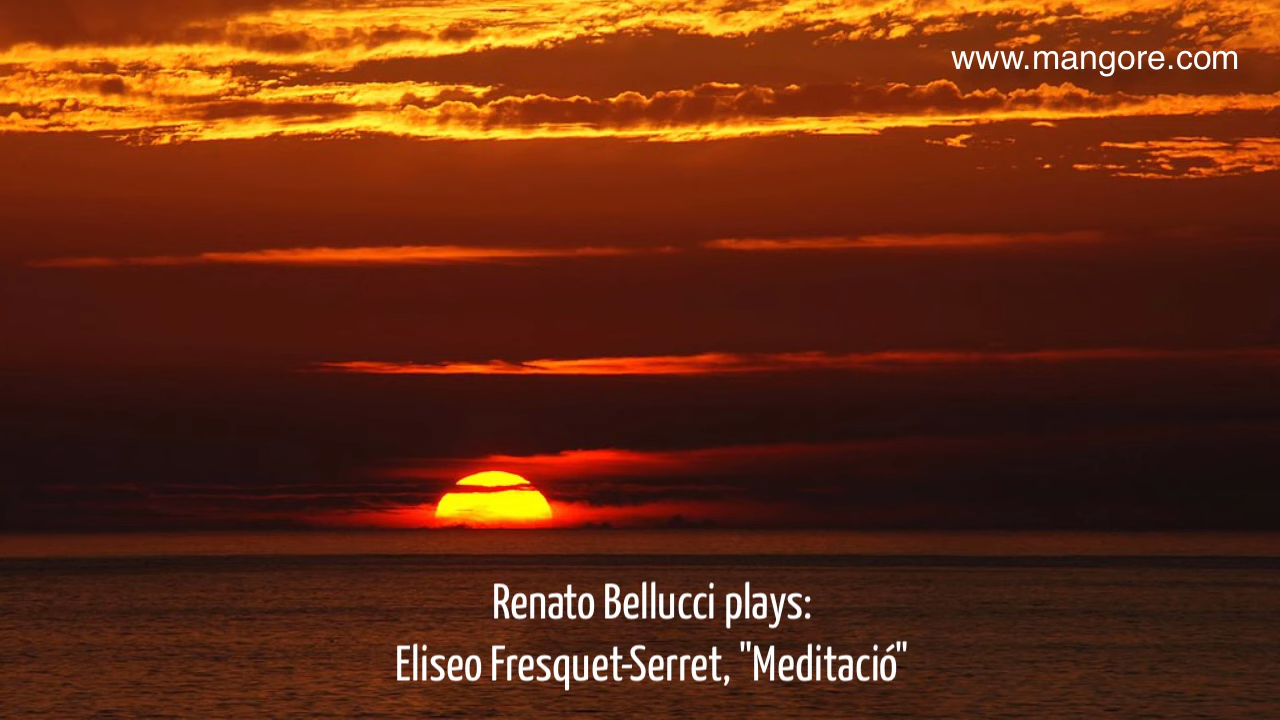 www.mangore.com
Renato Bellucci plays:
Eliseo Fresquet-Serret, "Meditació"